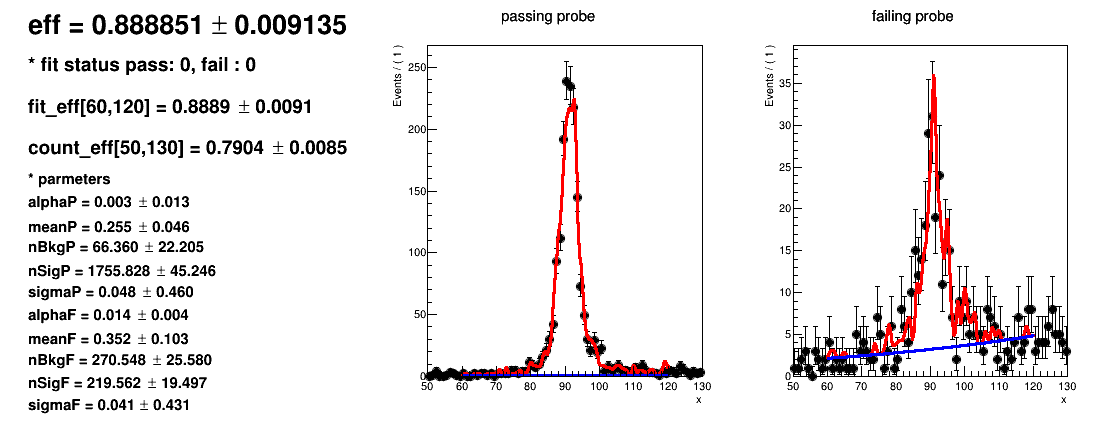 eff = 0.888851 ± 0.009135
* fit status pass: 0, fail : 0
fit_eff[60,120] = 0.8889 ± 0.0091
count_eff[50,130] = 0.7904 ± 0.0085
* parmeters
alphaP = 0.003 ± 0.013
meanP = 0.255 ± 0.046
nBkgP = 66.360 ± 22.205
nSigP = 1755.828 ± 45.246
sigmaP = 0.048 ± 0.460
alphaF = 0.014 ± 0.004
meanF = 0.352 ± 0.103
nBkgF = 270.548 ± 25.580
nSigF = 219.562 ± 19.497
sigmaF = 0.041 ± 0.431
passing probe
Events / ( 1 )
250
200
150
100
50
0
50 60 70 80 90 100 110 120 130
x
failing probe
Events / ( 1 )
35
30
25
20
15
10
5
0
50 60 70 80 90 100 110 120 130
x